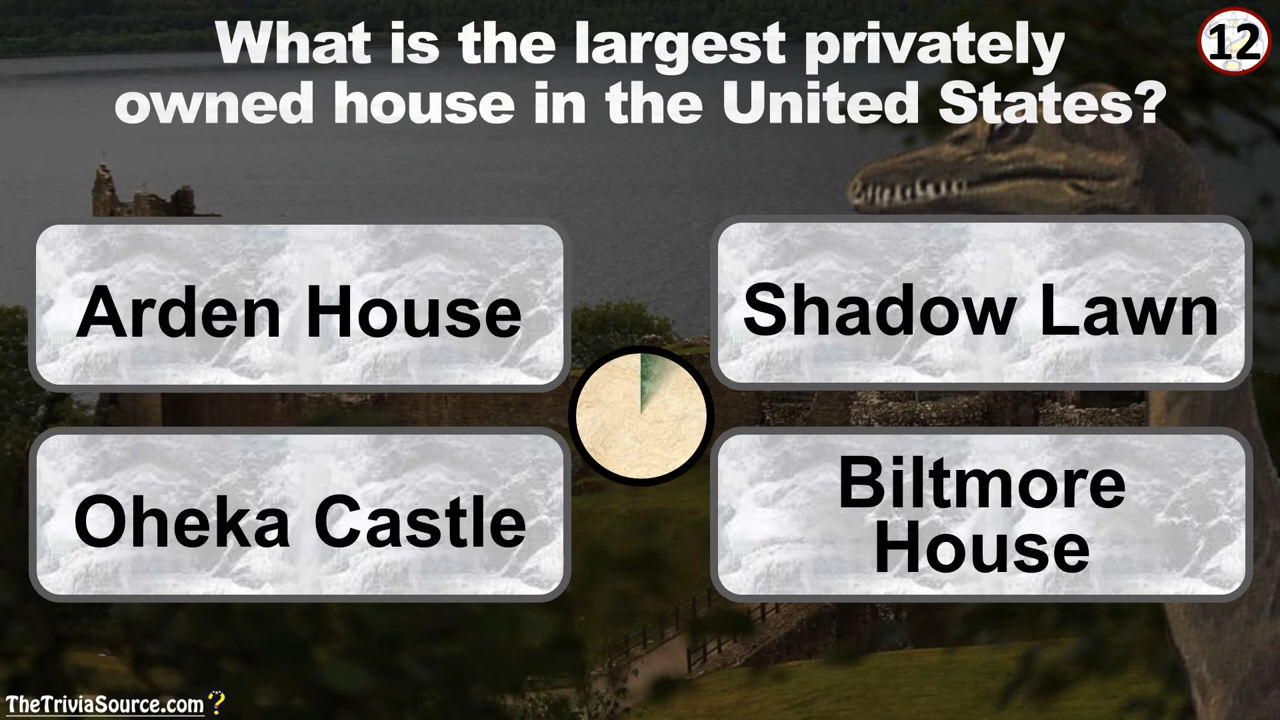 What is the largest privately
owned house in the United States?
12
Arden House
Shadow Lawn
Oheka Castle
Biltmore
House
TheTriviaSource.com?